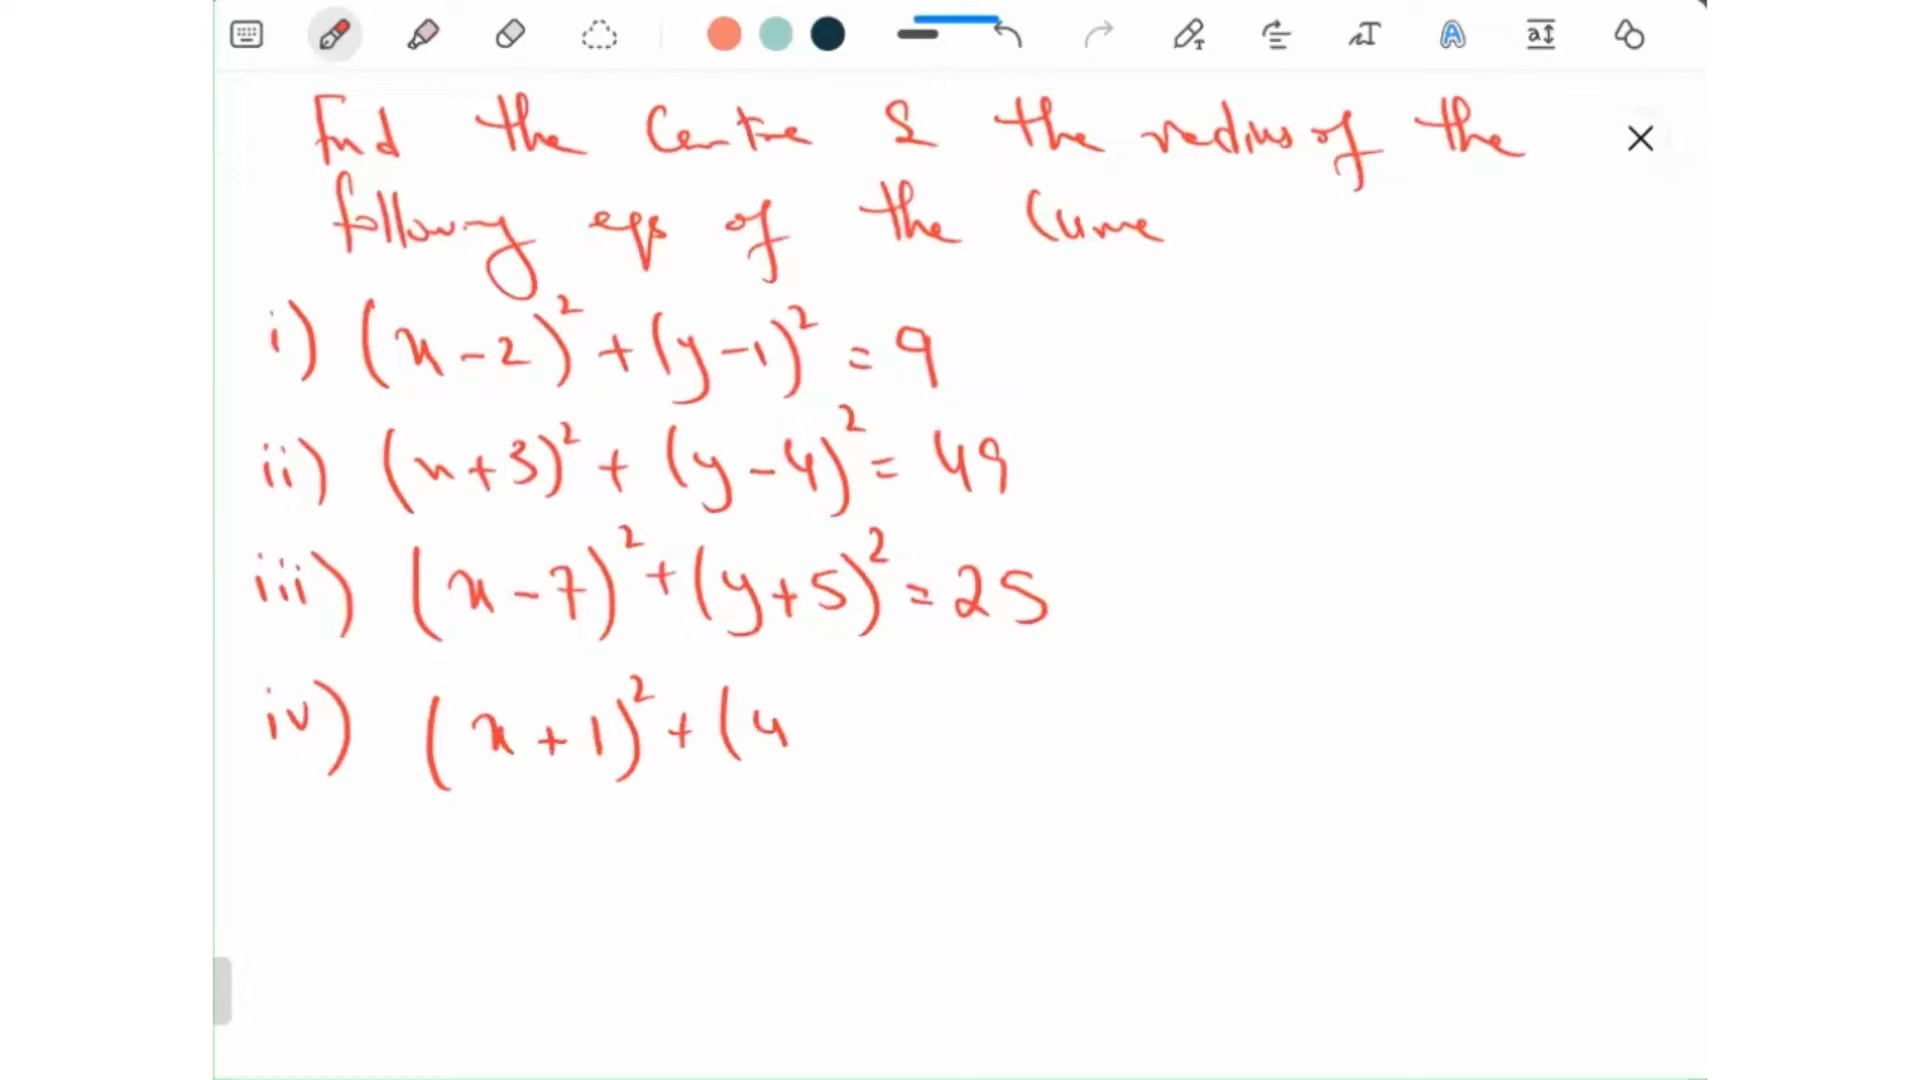 Find the Centre & the radius of the
following eqs of the Curve
i) (x-2)² + (y-1)² = 9
ii) (x+3)² + (y-4)² = 49
iii) (x-7)² + (y+5)² = 25
iv) (x+1)² + (y